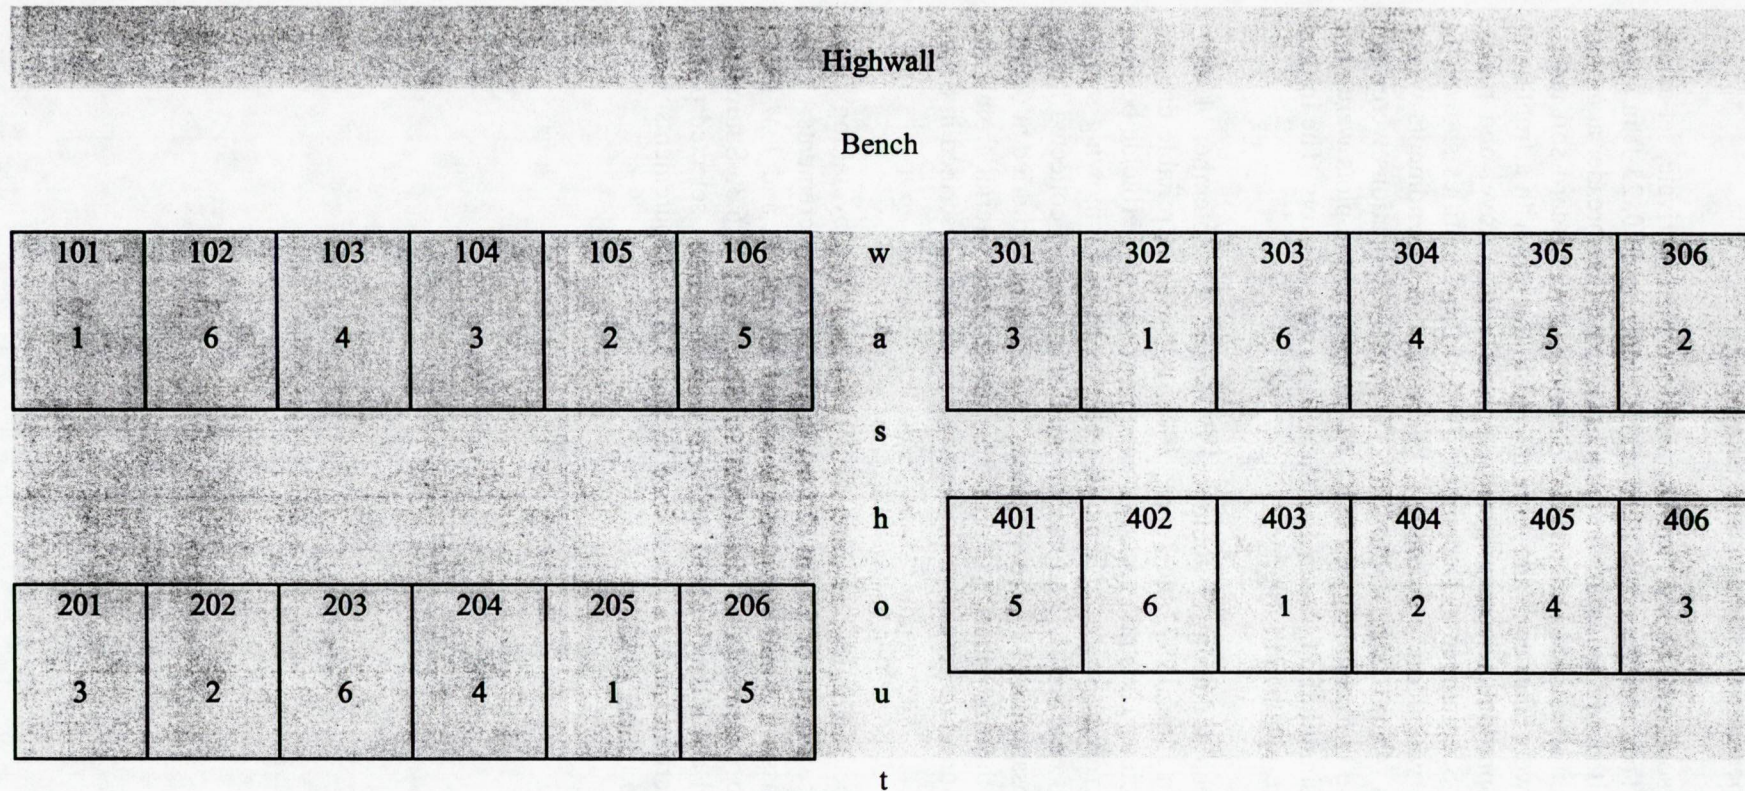 Highwall
Bench
101 102 103 104 105 106 w 301 302 303 304 305 306
1 6 4 3 2 5 a 3 1 6 4 5 2
s
h 401 402 403 404 405 406
201 202 203 204 205 206 o 5 6 1 2 4 3
3 2 6 4 1 5 u
t